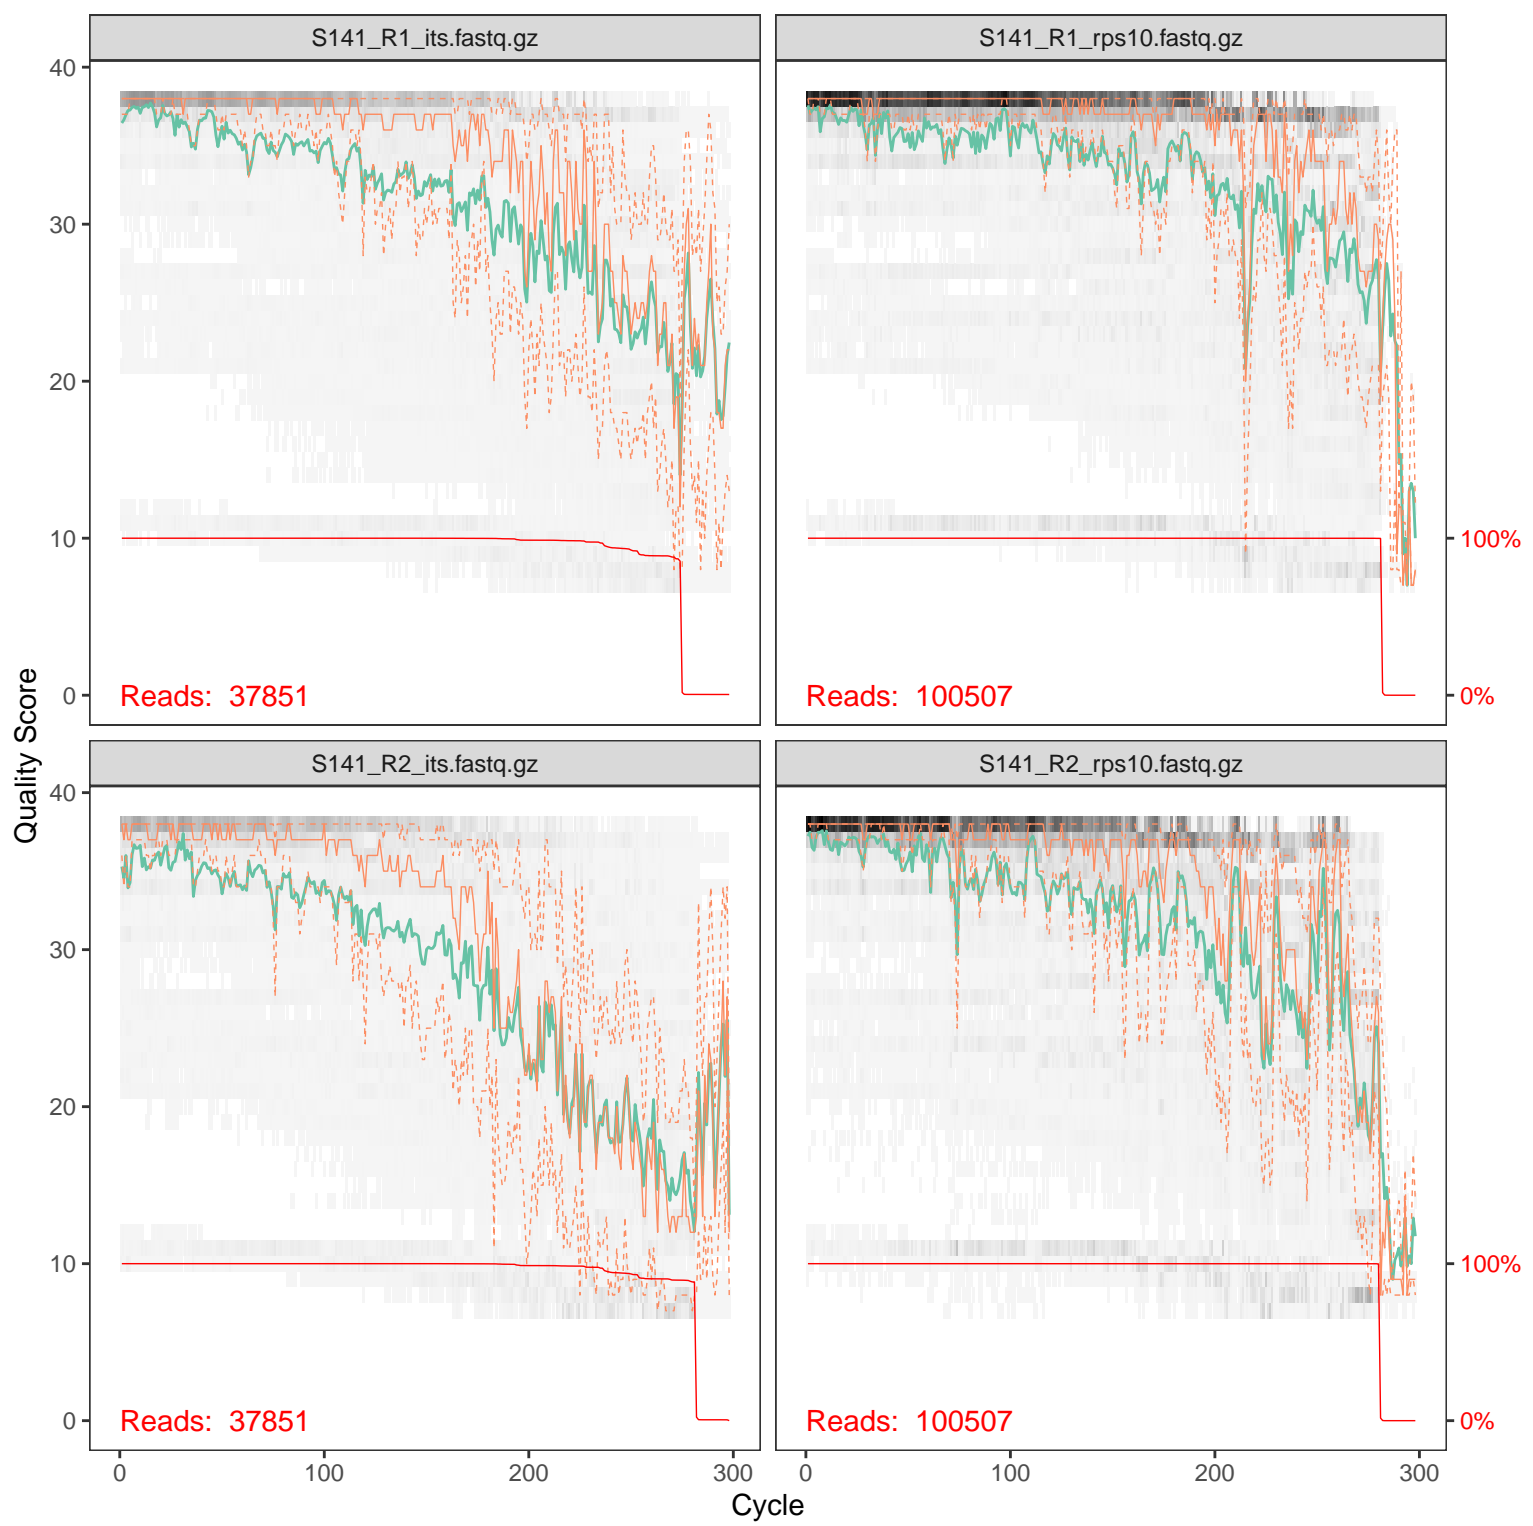 S141_R1_its.fastq.gz
S141_R1_rps10.fastq.gz
40
30
20
10
0
100%
0%
Reads: 37851
Reads: 100507
Quality Score
S141_R2_its.fastq.gz
S141_R2_rps10.fastq.gz
40
30
20
10
0
100%
0%
Reads: 37851
Reads: 100507
0 100 200 300
0 100 200 300
Cycle